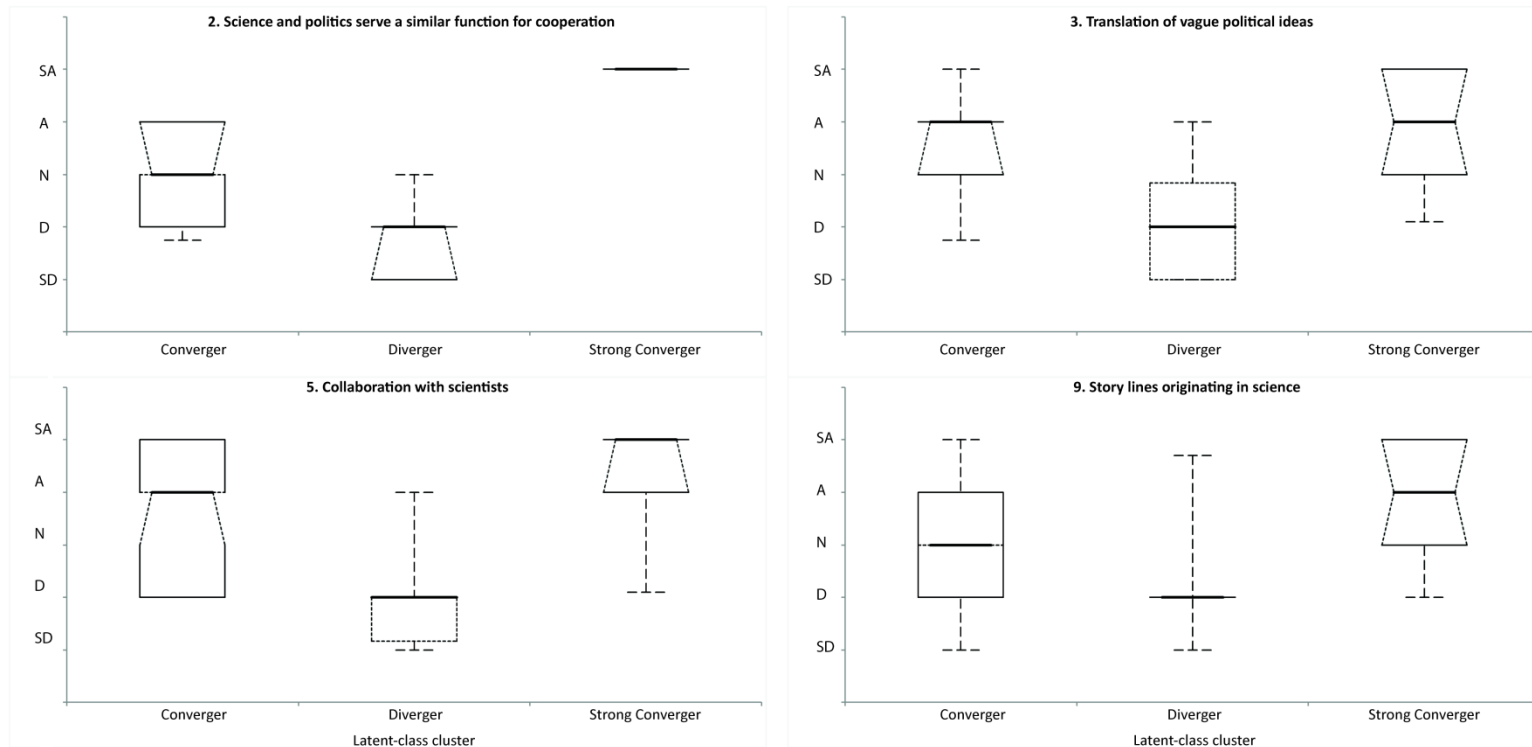 2. Science and politics serve a similar function for cooperation
SA
A
N
D
SD
Converger Diverger Strong Converger
3. Translation of vague political ideas
SA
A
N
D
SD
Converger Diverger Strong Converger
5. Collaboration with scientists
SA
A
N
D
SD
Converger Diverger Strong Converger
Latent-class cluster
9. Story lines originating in science
SA
A
N
D
SD
Converger Diverger Strong Converger
Latent-class cluster